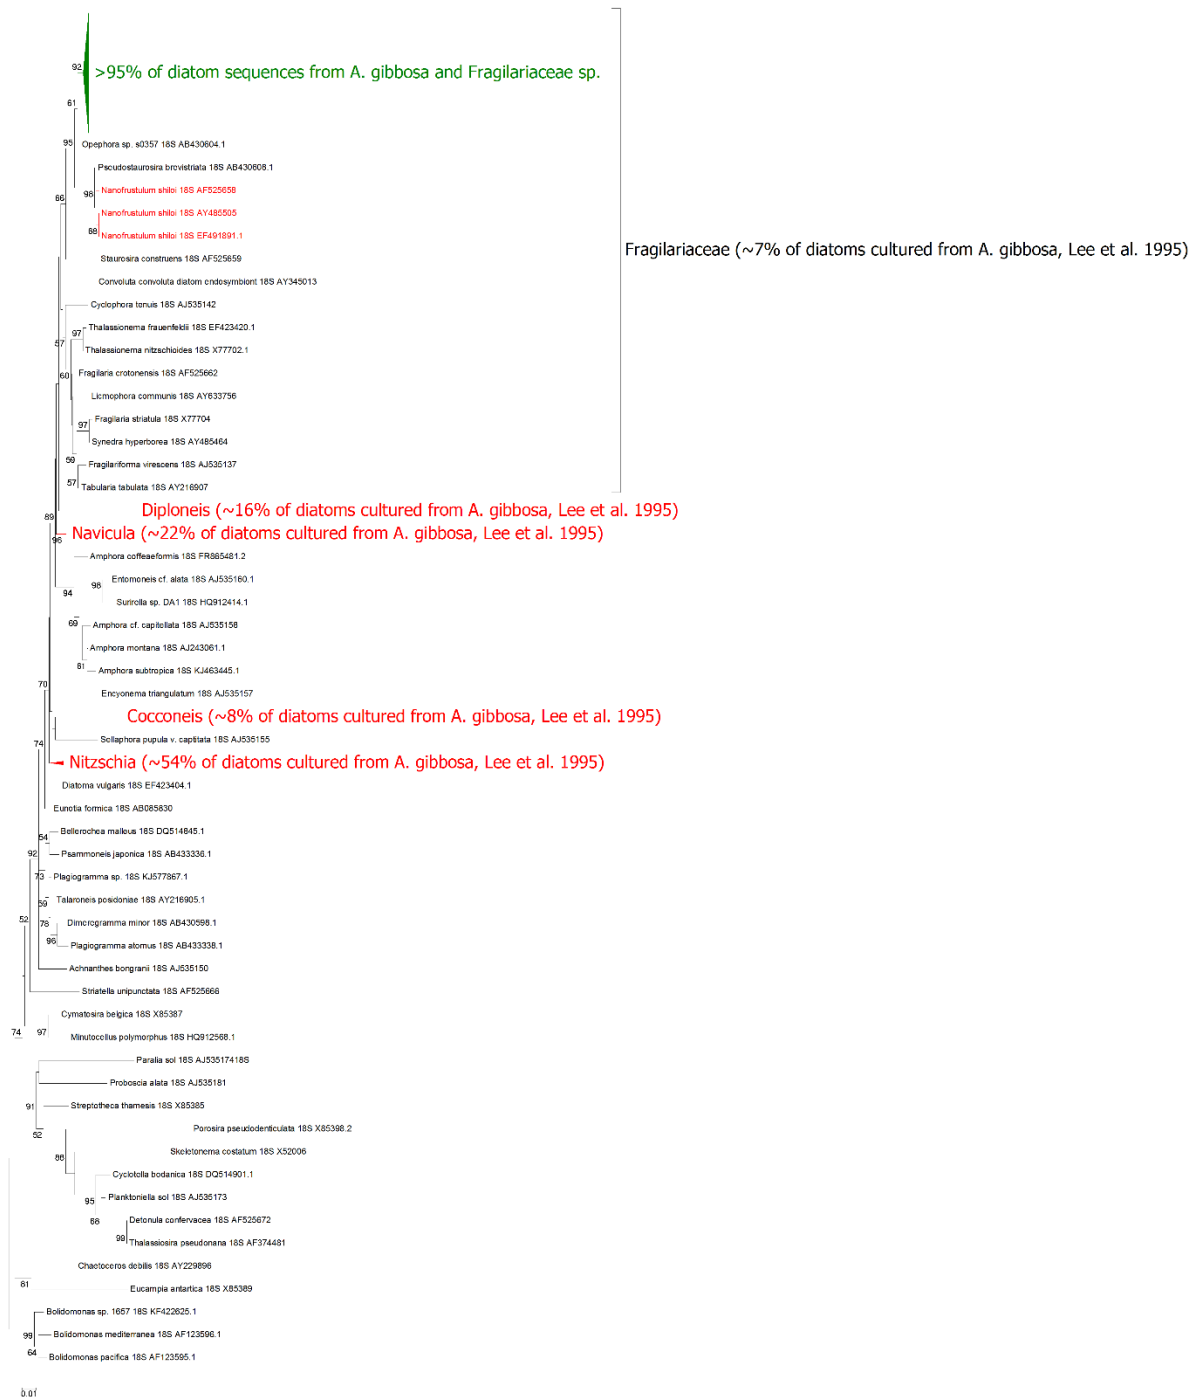 92
>95% of diatom sequences from A. gibbosa and Fragilariaceae sp.
61
95
Opephora sp. s0357 18S AB430604.1
Pseudostaurosira brevistriata 18S AB430606.1
98
Nanofrustulum shiloi 18S AF525658
66
Nanofrustulum shiloi 18S AY485505
68
Nanofrustulum shiloi 18S EF491891.1
Fragilariaceae (~7% of diatoms cultured from A. gibbosa, Lee et al. 1995)
Staurosira construens 18S AF525659
Convoluta convoluta diatom endosymbiont 18S AY345013
Cyclophora tenuis 18S AJ535142
97
Thalassionema frauenfeldii 18S EF423420.1
57
Thalassionema nitzschioides 18S X77702.1
60
Fragilaria crotonensis 18S AF525662
Licmophora communis 18S AY633756
Fragilaria striatula 18S X77704
97
Synedra hyperborea 18S AY485464
59
Fragilariforma virescens 18S AJ535137
57
Tabularia tabulata 18S AY216907
Diploneis (~16% of diatoms cultured from A. gibbosa, Lee et al. 1995)
89
Navicula (~22% of diatoms cultured from A. gibbosa, Lee et al. 1995)
96
Amphora coffeaeformis 18S FR865481.2
Entomoneis cf. alata 18S AJ535160.1
94
98
Surirella sp. DA1 18S HQ912414.1
69
Amphora cf. capitellata 18S AJ535158
Amphora montana 18S AJ243061.1
81
Amphora subtropica 18S KJ463445.1
70
Encyonema triangulatum 18S AJ535157
Cocconeis (~8% of diatoms cultured from A. gibbosa, Lee et al. 1995)
74
Sellaphora pupula v. captitata 18S AJ535155
Nitzschia (~54% of diatoms cultured from A. gibbosa, Lee et al. 1995)
Diatoma vulgaris 18S EF423404.1
Eunotia formica 18S AB085830
54
Bellerochea malleus 18S DQ514845.1
92
Psammoneis japonica 18S AB433336.1
73
Plagiogramma sp. 18S KJ577867.1
59
Talaroneis posidoniae 18S AY216905.1
52
78
Dimeregramma minor 18S AB430598.1
96
Plagiogramma atomus 18S AB433338.1
Achnanthes bongranii 18S AJ535150
Striatella unipunctata 18S AF525666
Cymatosira belgica 18S X85387
74
97
Minutocellus polymorphus 18S HQ912568.1
Paralia sol 18S AJ53517418S
Proboscia alata 18S AJ535181
91
Streptotheca thamesis 18S X85385
52
Porosira pseudodenticulata 18S X85398.2
86
Skeletonema costatum 18S X52006
Cyclotella bodanica 18S DQ514901.1
95
Planktoniella sol 18S AJ535173
68
Detonula confervacea 18S AF525672
99
Thalassiosira pseudonana 18S AF374481
Chaetoceros debilis 18S AY229896
81
Eucampia antartica 18S X85389
Bolidomonas sp. 1657 18S KF422625.1
99
Bolidomonas mediterranea 18S AF123596.1
64
Bolidomonas pacifica 18S AF123595.1
0.01